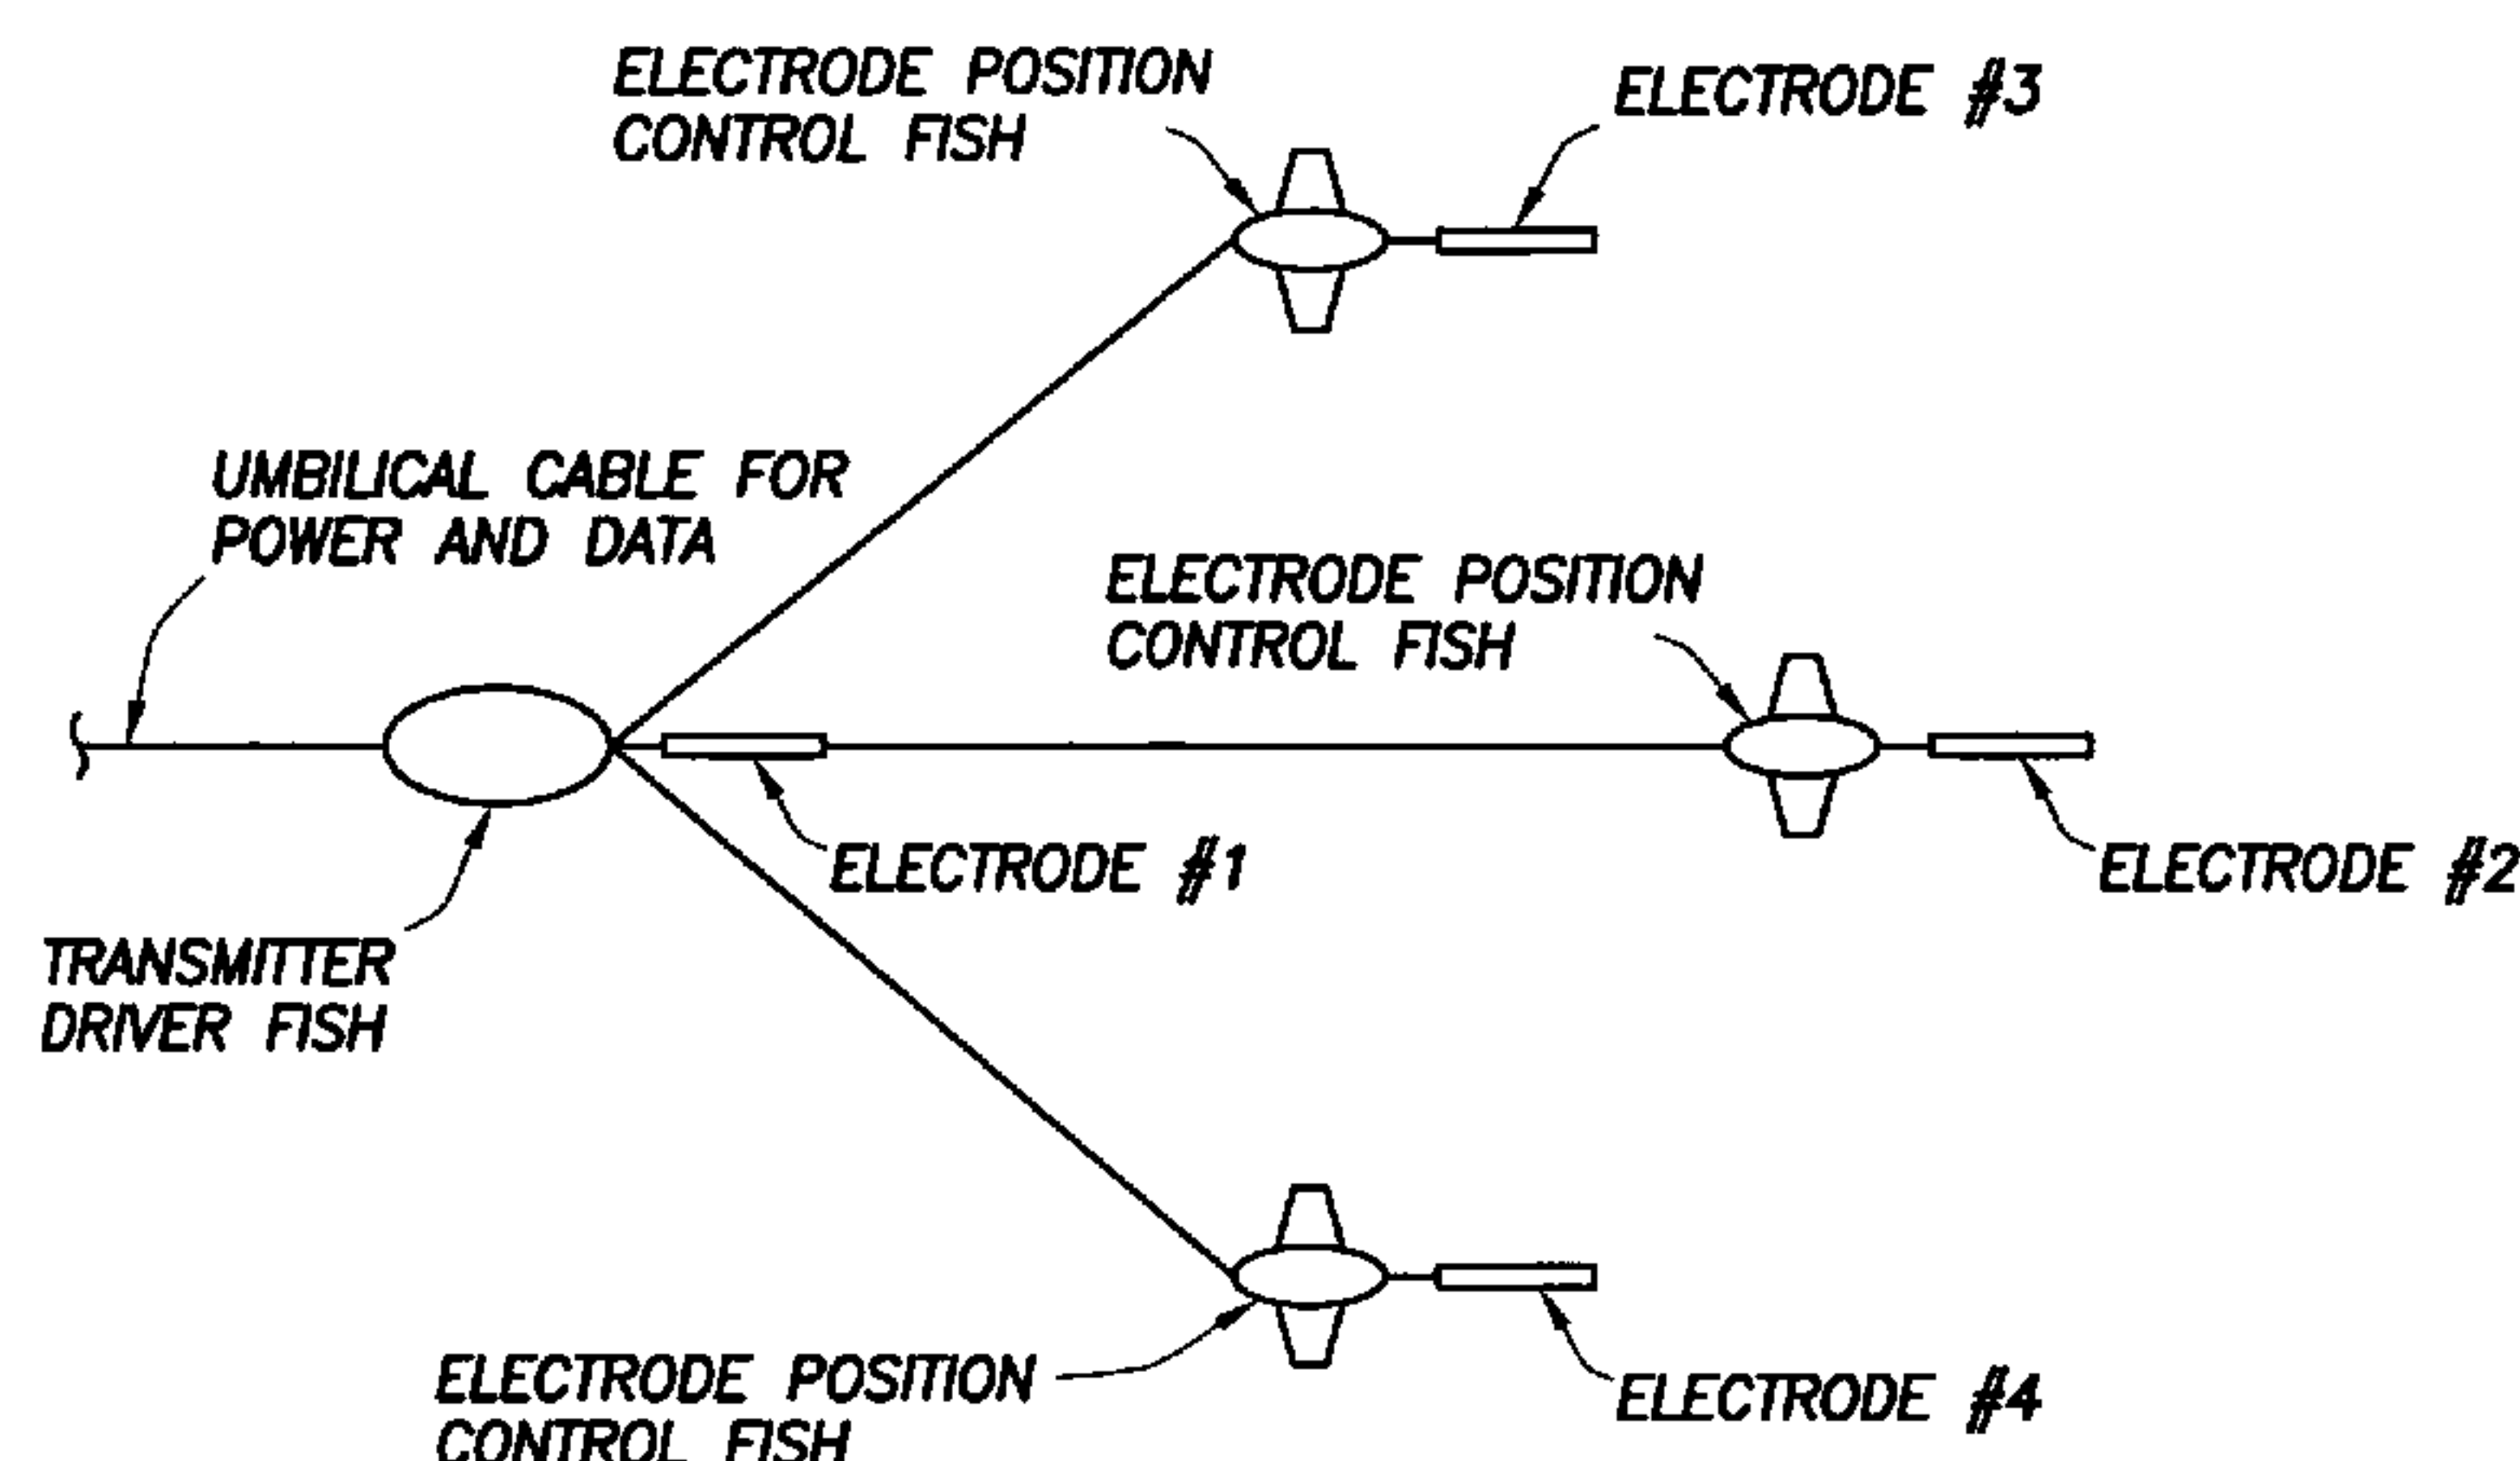 ELECTRODE POSITION
CONTROL FISH
ELECTRODE #3
UMBILICAL CABLE FOR
POWER AND DATA
ELECTRODE POSITION
CONTROL FISH
ELECTRODE #1
ELECTRODE #2
TRANSMITTER
DRIVER FISH
ELECTRODE POSITION
CONTROL FISH
ELECTRODE #4